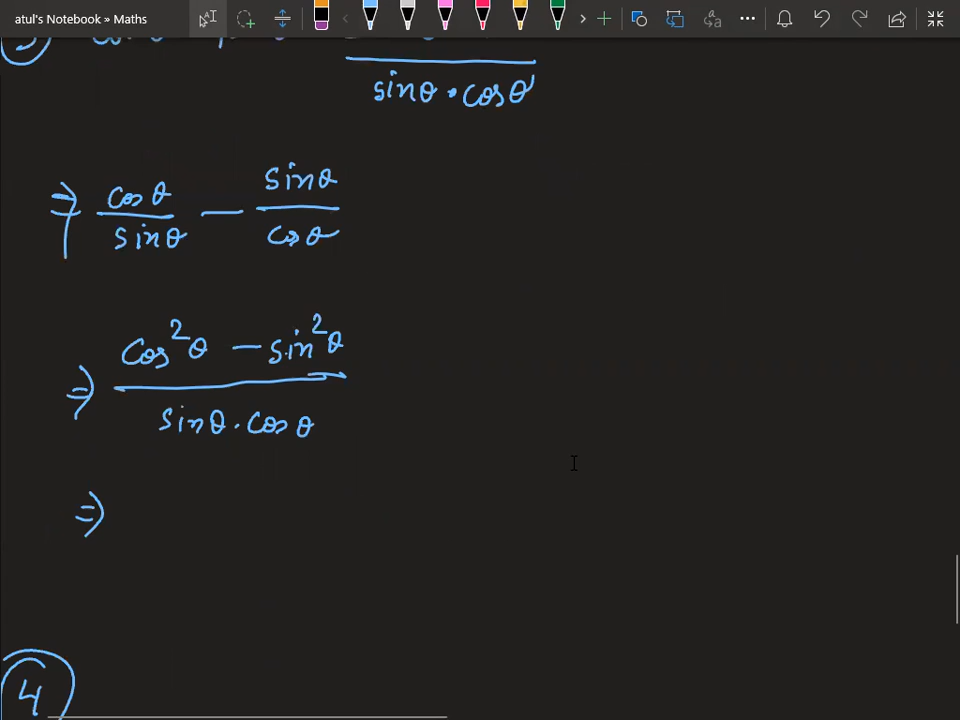 atul's Notebook » Maths
sinθ · cosθ
⇒ cosθ/sinθ − sinθ/cosθ
⇒ (cos²θ − sin²θ)/(sinθ · cosθ)
⇒
4